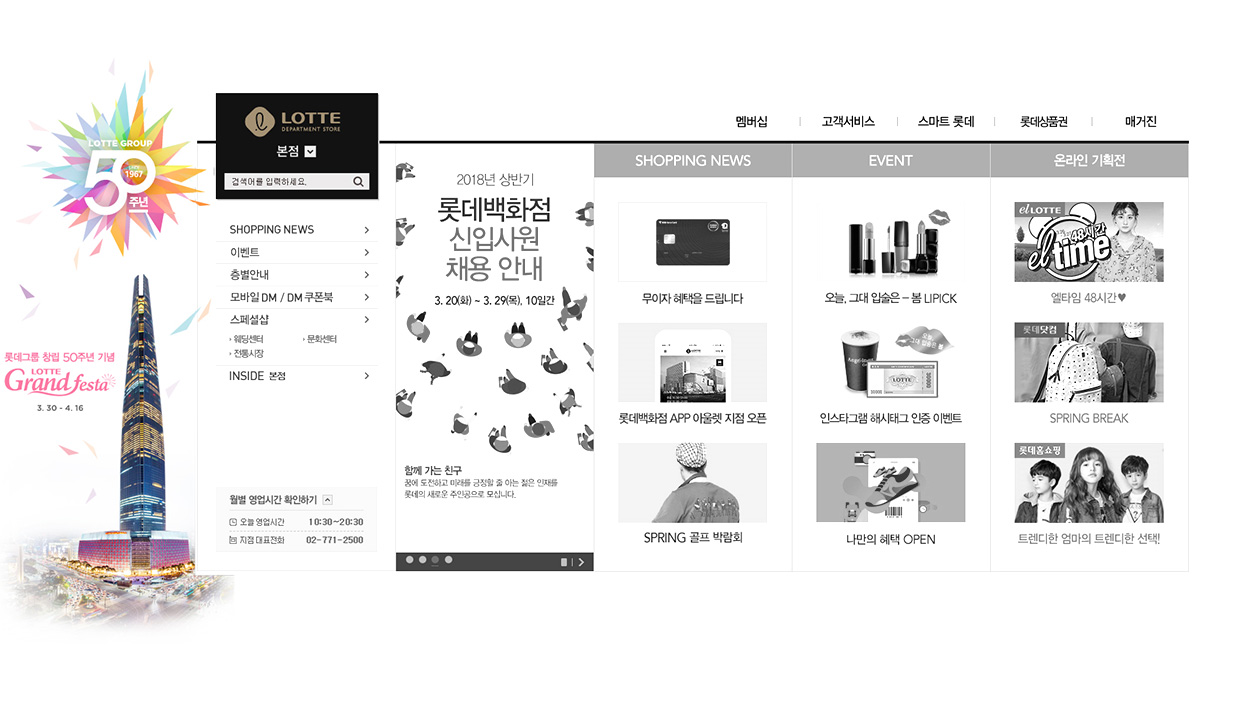 LOTTE GROUP
SINCE
1967
50
주년
롯데그룹 창립 50주년 기념
LOTTE
Grand festa
3. 30 - 4. 16
LOTTE
DEPARTMENT STORE
본점
검색어를 입력하세요.
멤버십
고객서비스
스마트 롯데
롯데상품권
매거진
SHOPPING NEWS
이벤트
층별안내
모바일 DM / DM 쿠폰북
스페셜샵
웨딩센터
문화센터
전통시장
INSIDE 본점
월별 영업시간 확인하기
오늘 영업시간 10:30~20:30
지점 대표전화 02-771-2500
2018년 상반기
롯데백화점
신입사원
채용 안내
3. 20(화) ~ 3. 29(목), 10일간
함께 가는 친구
꿈에 도전하고 미래를 긍정할 줄 아는 젊은 인재를
롯데의 새로운 주인공으로 모십니다.
SHOPPING NEWS
무이자 혜택을 드립니다
롯데백화점 APP 아울렛 지점 오픈
SPRING 골프 박람회
EVENT
오늘, 그대 입술은 - 봄 LIPICK
오늘,
그대 입술은 봄
LOTTE
인스타그램 해시태그 인증 이벤트
나만의 혜택 OPEN
온라인 기획전
el LOTTE
48시간
el time
엘타임 48시간♥
롯데닷컴
SPRING BREAK
롯데홈쇼핑
트렌디한 엄마의 트렌디한 선택!